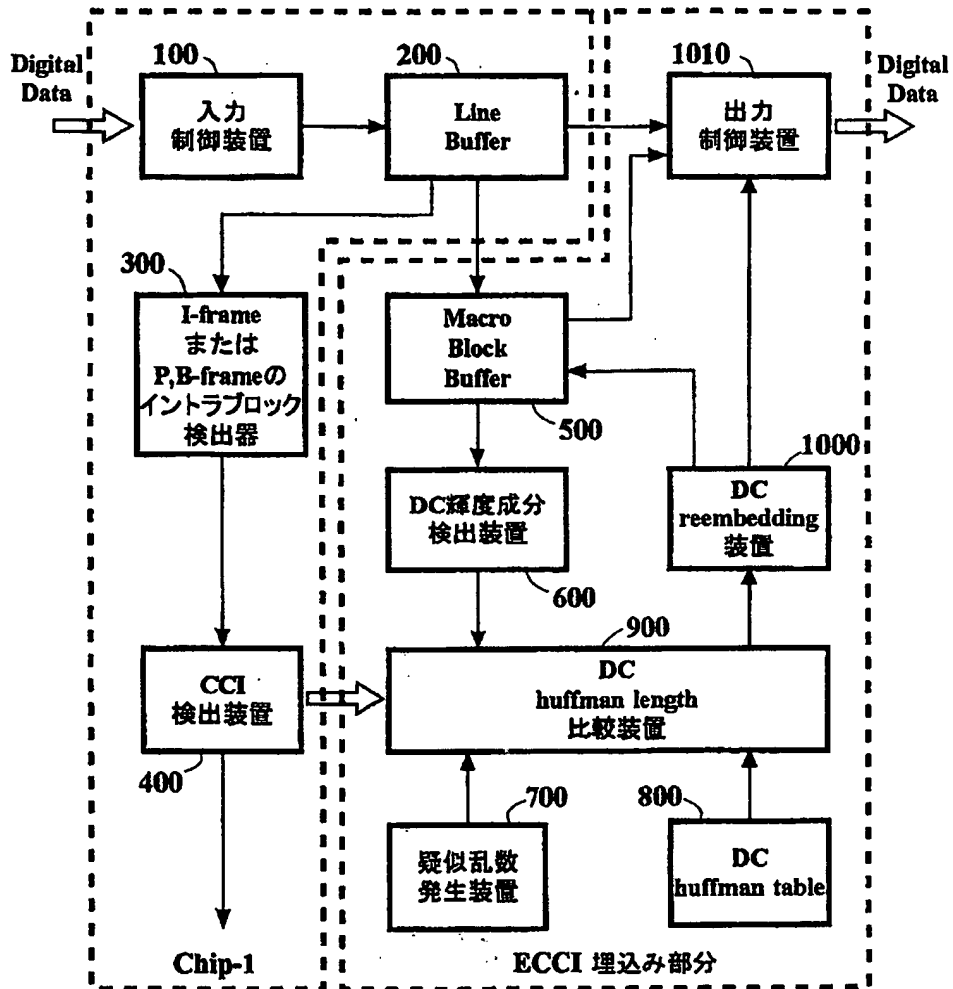 Digital
Data
100
入力
制御装置
200
Line
Buffer
1010
出力
制御装置
Digital
Data
300
I-frame
または
P,B-frameの
イントラブロック
検出器
Macro
Block
Buffer
500
DC輝度成分
検出装置
600
1000
DC
reembedding
装置
CCI
検出装置
400
900
DC
huffman length
比較装置
700
疑似乱数
発生装置
800
DC
huffman table
Chip-1
ECCI 埋込み部分